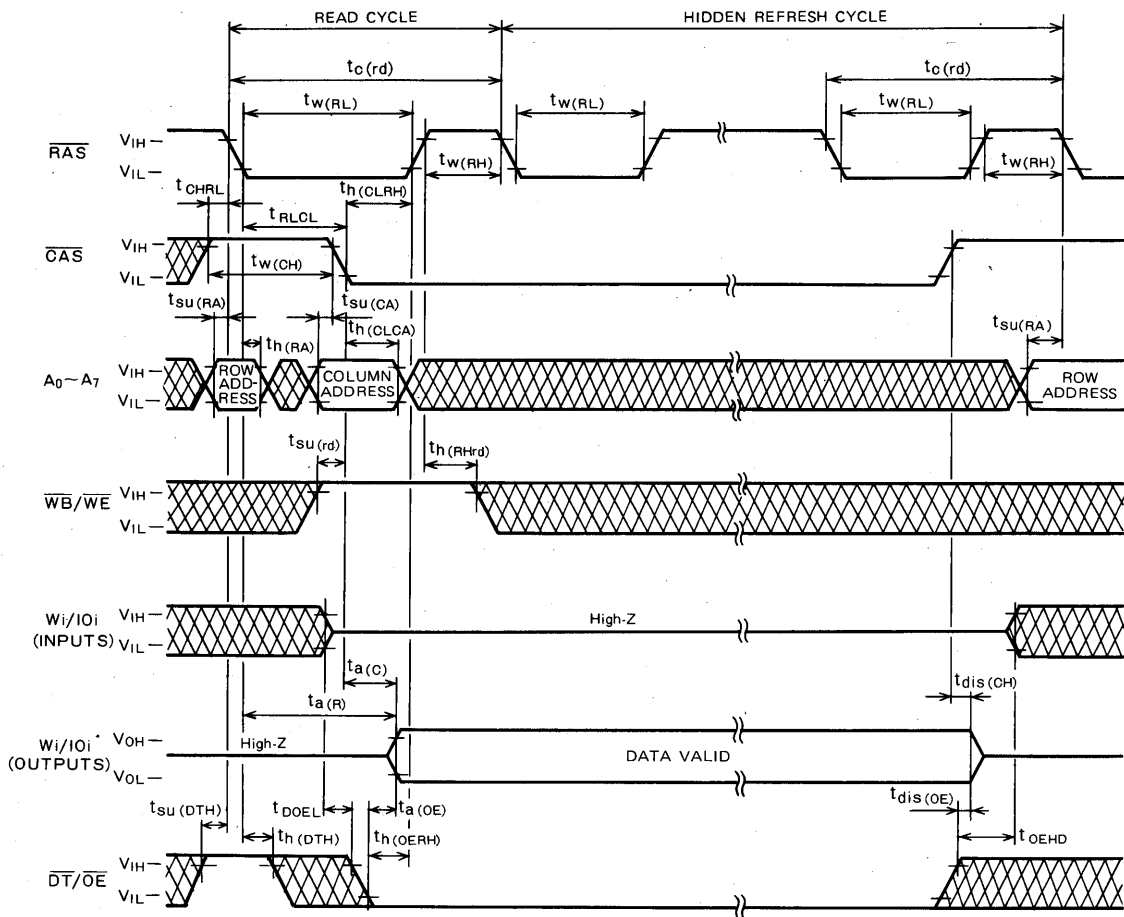 READ CYCLE HIDDEN REFRESH CYCLE
tc(rd) tc(rd)
tw(RL) tw(RL) tw(RL)
RAS VIH VIL
tw(RH) tw(RH)
tCHRL th(CLRH)
tRLCL
CAS VIH VIL
tw(CH)
tsu(RA) tsu(CA)
th(RA) th(CLCA) tsu(RA)
A0~A7 VIH VIL
ROW ADD-RESS
COLUMN ADDRESS
ROW ADDRESS
tsu(rd) th(RHrd)
WB/WE VIH VIL
Wi/IOi (INPUTS) VIH VIL
High-Z
ta(C) tdis(CH)
ta(R)
Wi/IOi (OUTPUTS) VOH VOL
High-Z DATA VALID
tsu(DTH) tDOEL ta(OE) tdis(OE)
th(DTH) th(OERH) tOEHD
DT/OE VIH VIL